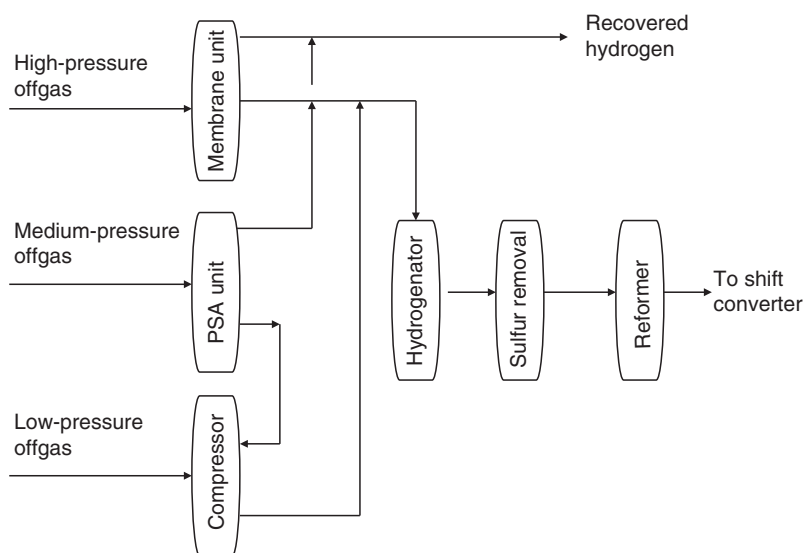 Recovered
hydrogen
High-pressure
offgas
Membrane unit
Medium-pressure
offgas
PSA unit
Hydrogenator
Sulfur removal
Reformer
To shift
converter
Low-pressure
offgas
Compressor